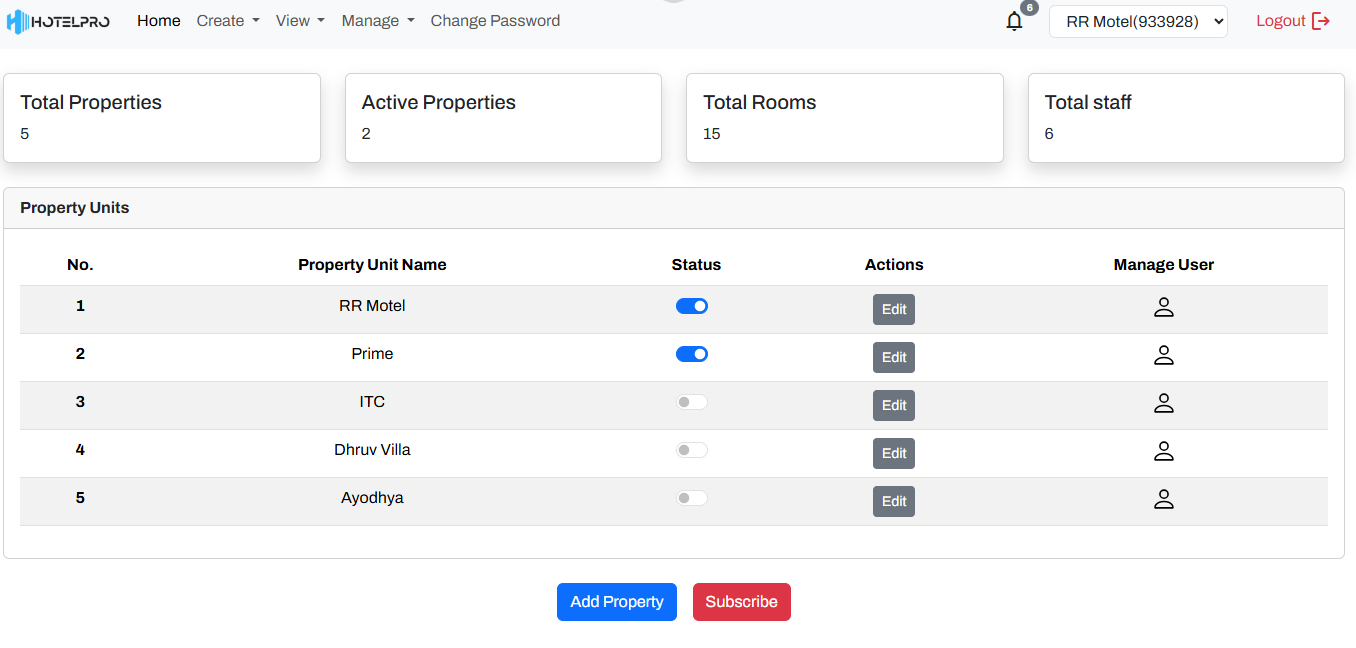 HOTELPRO Home Create View Manage Change Password 6 RR Motel(933928) Logout
Total Properties Active Properties Total Rooms Total staff
5 2 15 6
Property Units
No. Property Unit Name Status Actions Manage User
1 RR Motel Edit
2 Prime Edit
3 ITC Edit
4 Dhruv Villa Edit
5 Ayodhya Edit
Add Property Subscribe